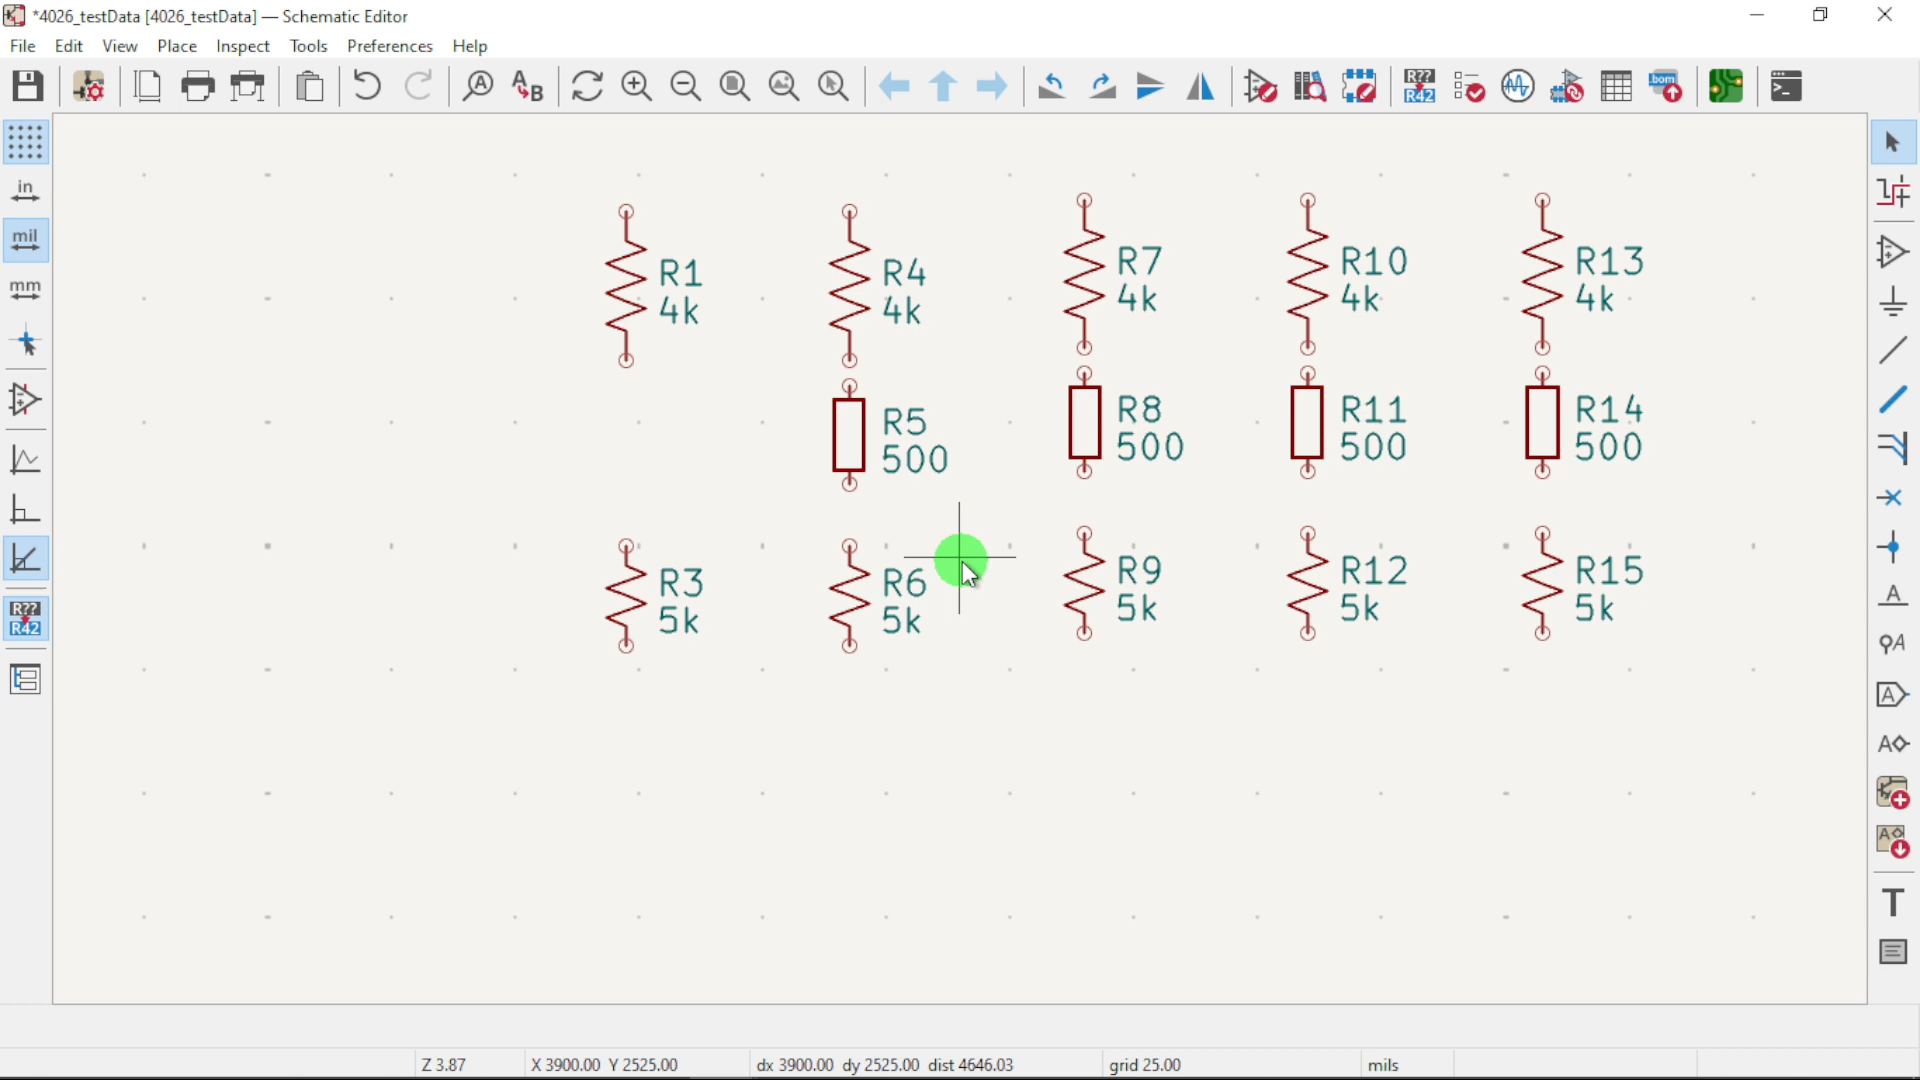 *4026_testData [4026_testData] — Schematic Editor
File Edit View Place Inspect Tools Preferences Help
A
A B
R??
R42
bom
>_
in
mil
mm
R??
R42
R1
4k
R4
4k
R7
4k
R10
4k
R13
4k
R5
500
R8
500
R11
500
R14
500
R3
5k
R6
5k
R9
5k
R12
5k
R15
5k
A
A
A
A
A
T
Z 3.87 X 3900.00 Y 2525.00 dx 3900.00 dy 2525.00 dist 4646.03 grid 25.00 mils